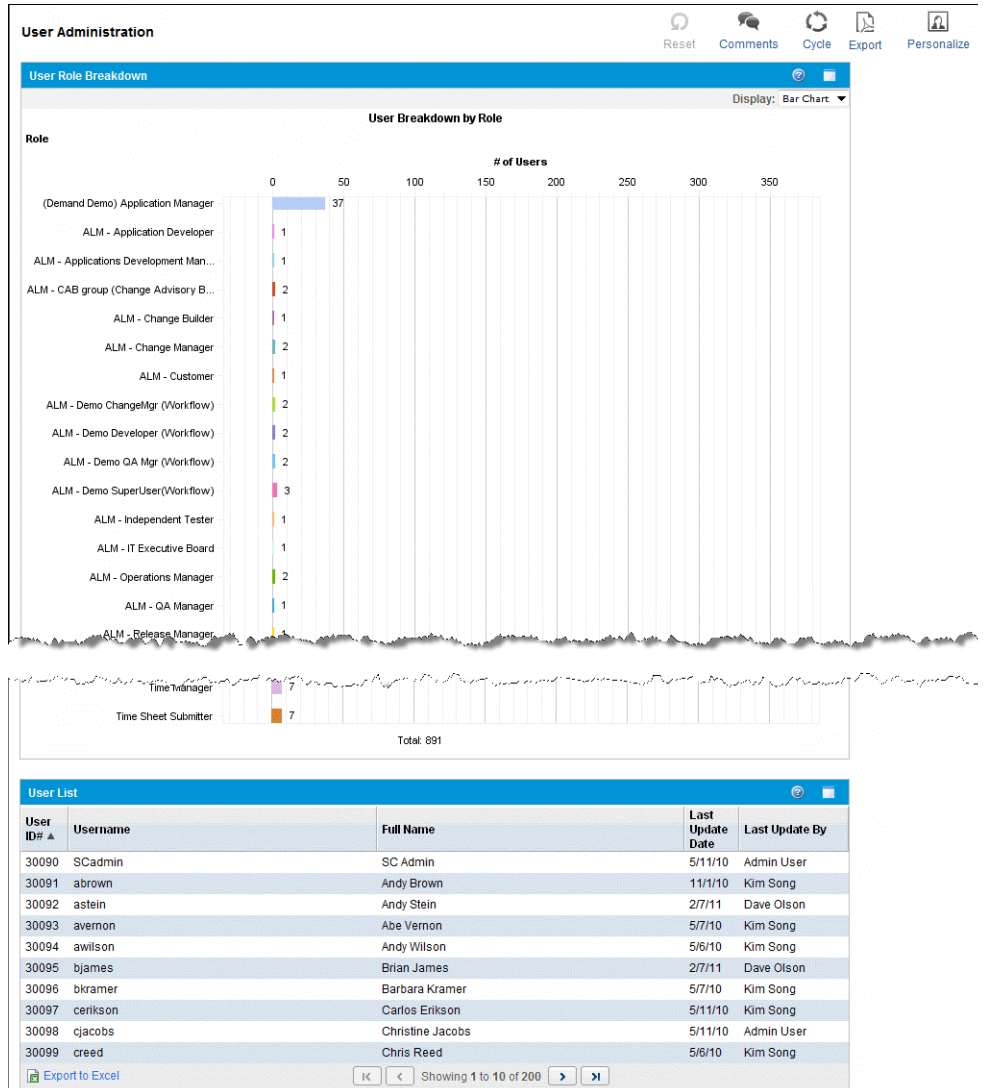 User Administration
Reset Comments Cycle Export Personalize
User Role Breakdown
Display: Bar Chart
User Breakdown by Role
Role
# of Users
0 50 100 150 200 250 300 350
(Demand Demo) Application Manager 37
ALM - Application Developer 1
ALM - Applications Development Man... 1
ALM - CAB group (Change Advisory B... 2
ALM - Change Builder 1
ALM - Change Manager 2
ALM - Customer 1
ALM - Demo ChangeMgr (Workflow) 2
ALM - Demo Developer (Workflow) 2
ALM - Demo QA Mgr (Workflow) 2
ALM - Demo SuperUser(Workflow) 3
ALM - Independent Tester 1
ALM - IT Executive Board 1
ALM - Operations Manager 2
ALM - QA Manager 1
ALM - Release Manager 1
Time Manager 7
Time Sheet Submitter 7
Total: 891
User List
User ID# Username Full Name Last Update Date Last Update By
30090 SCadmin SC Admin 5/11/10 Admin User
30091 abrown Andy Brown 11/1/10 Kim Song
30092 astein Andy Stein 2/7/11 Dave Olson
30093 avernon Abe Vernon 5/7/10 Kim Song
30094 awilson Andy Wilson 5/6/10 Kim Song
30095 bjames Brian James 2/7/11 Dave Olson
30096 bkramer Barbara Kramer 5/7/10 Kim Song
30097 cerikson Carlos Erikson 5/11/10 Kim Song
30098 cjacobs Christine Jacobs 5/11/10 Admin User
30099 creed Chris Reed 5/6/10 Kim Song
Export to Excel Showing 1 to 10 of 200